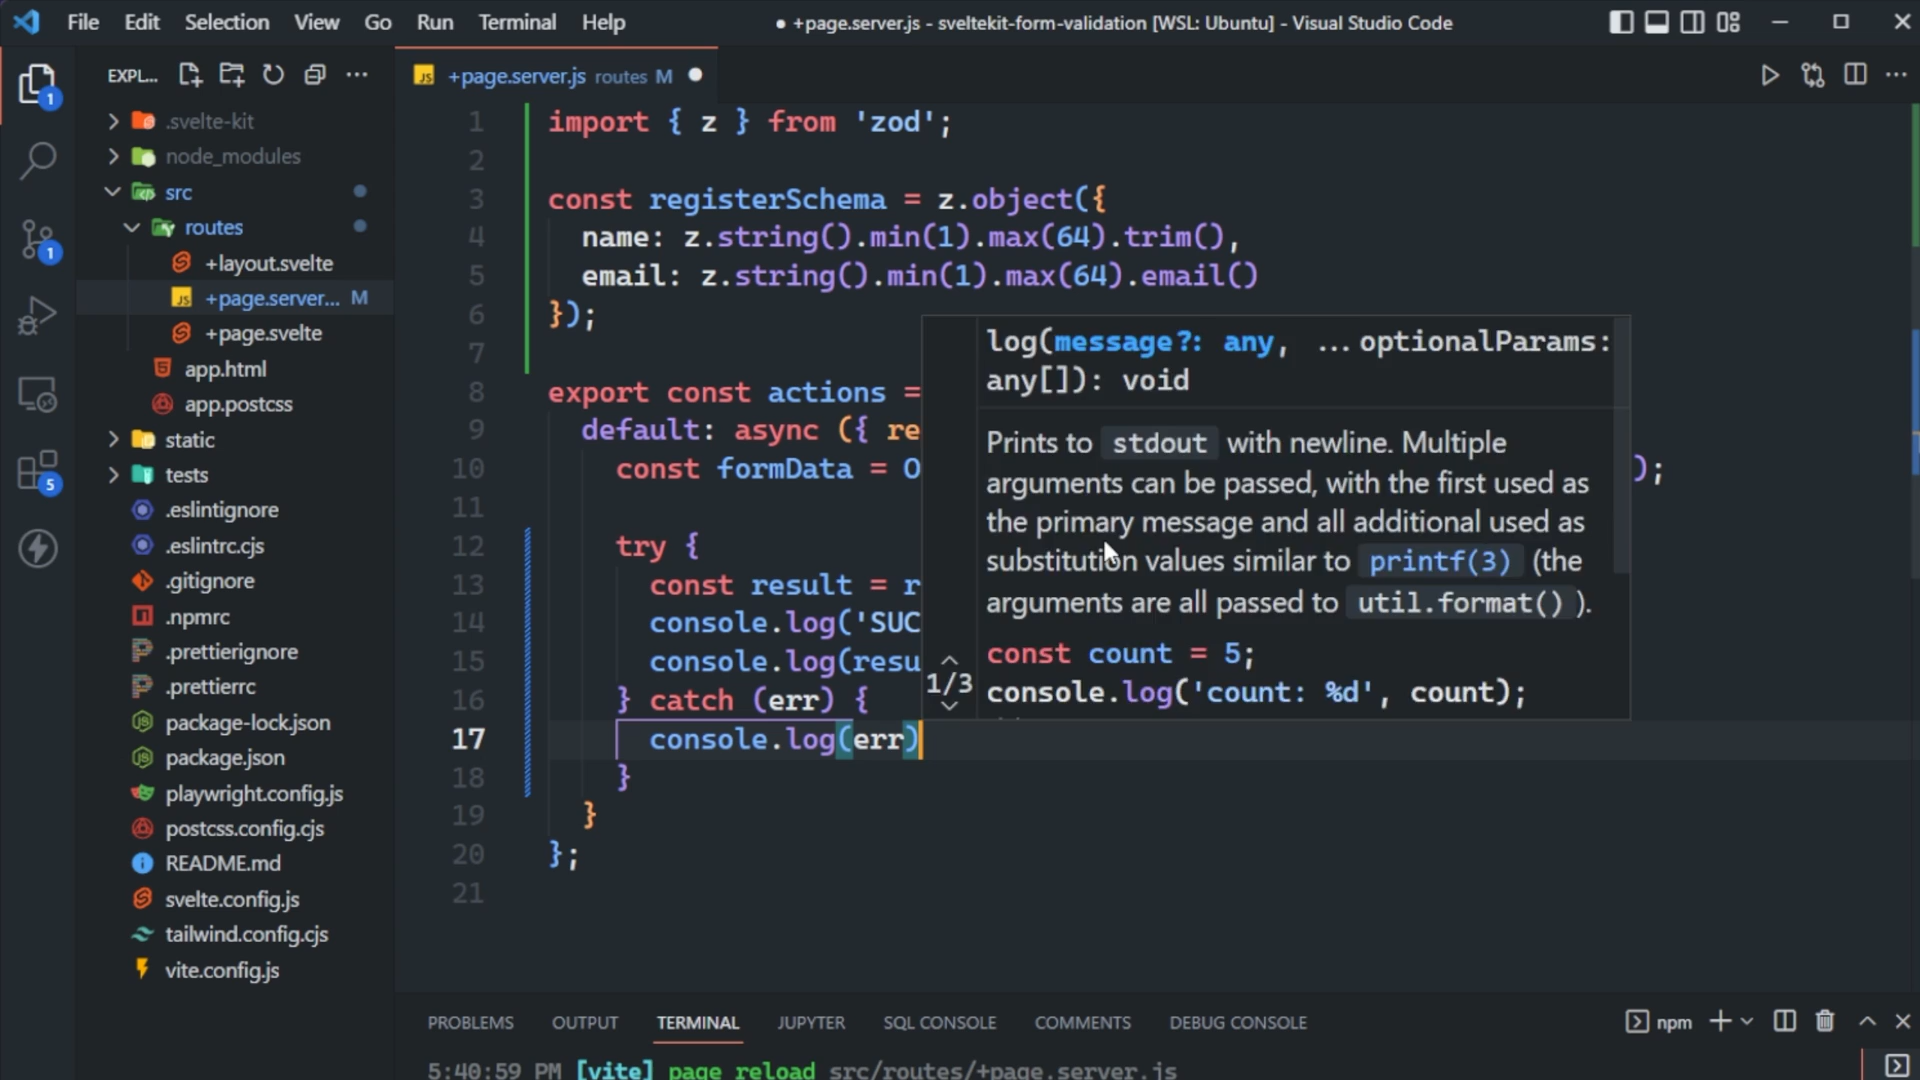 File Edit Selection View Go Run Terminal Help
● +page.server.js - sveltekit-form-validation [WSL: Ubuntu] - Visual Studio Code
EXPL...
+page.server.js routes M
1
5
1
.svelte-kit
node_modules
src
routes
+layout.svelte
+page.server... M
+page.svelte
app.html
app.postcss
static
tests
.eslintignore
.eslintrc.cjs
.gitignore
.npmrc
.prettierignore
.prettierrc
package-lock.json
package.json
playwright.config.js
postcss.config.cjs
README.md
svelte.config.js
tailwind.config.cjs
vite.config.js
1 import { z } from 'zod';
2
3 const registerSchema = z.object({
4 name: z.string().min(1).max(64).trim(),
5 email: z.string().min(1).max(64).email()
6 });
7
8 export const actions =
9 default: async ({ re
10 const formData = O );
11
12 try {
13 const result = r
14 console.log('SUC
15 console.log(resu
16 } catch (err) {
17 console.log(err)
18 }
19 }
20 };
21
log(message?: any, ...optionalParams:
any[]): void
Prints to stdout with newline. Multiple
arguments can be passed, with the first used as
the primary message and all additional used as
substitution values similar to printf(3) (the
arguments are all passed to util.format() ).
1/3
const count = 5;
console.log('count: %d', count);
PROBLEMS OUTPUT TERMINAL JUPYTER SQL CONSOLE COMMENTS DEBUG CONSOLE
npm
5:40:59 PM [vite] page reload src/routes/+page.server.js